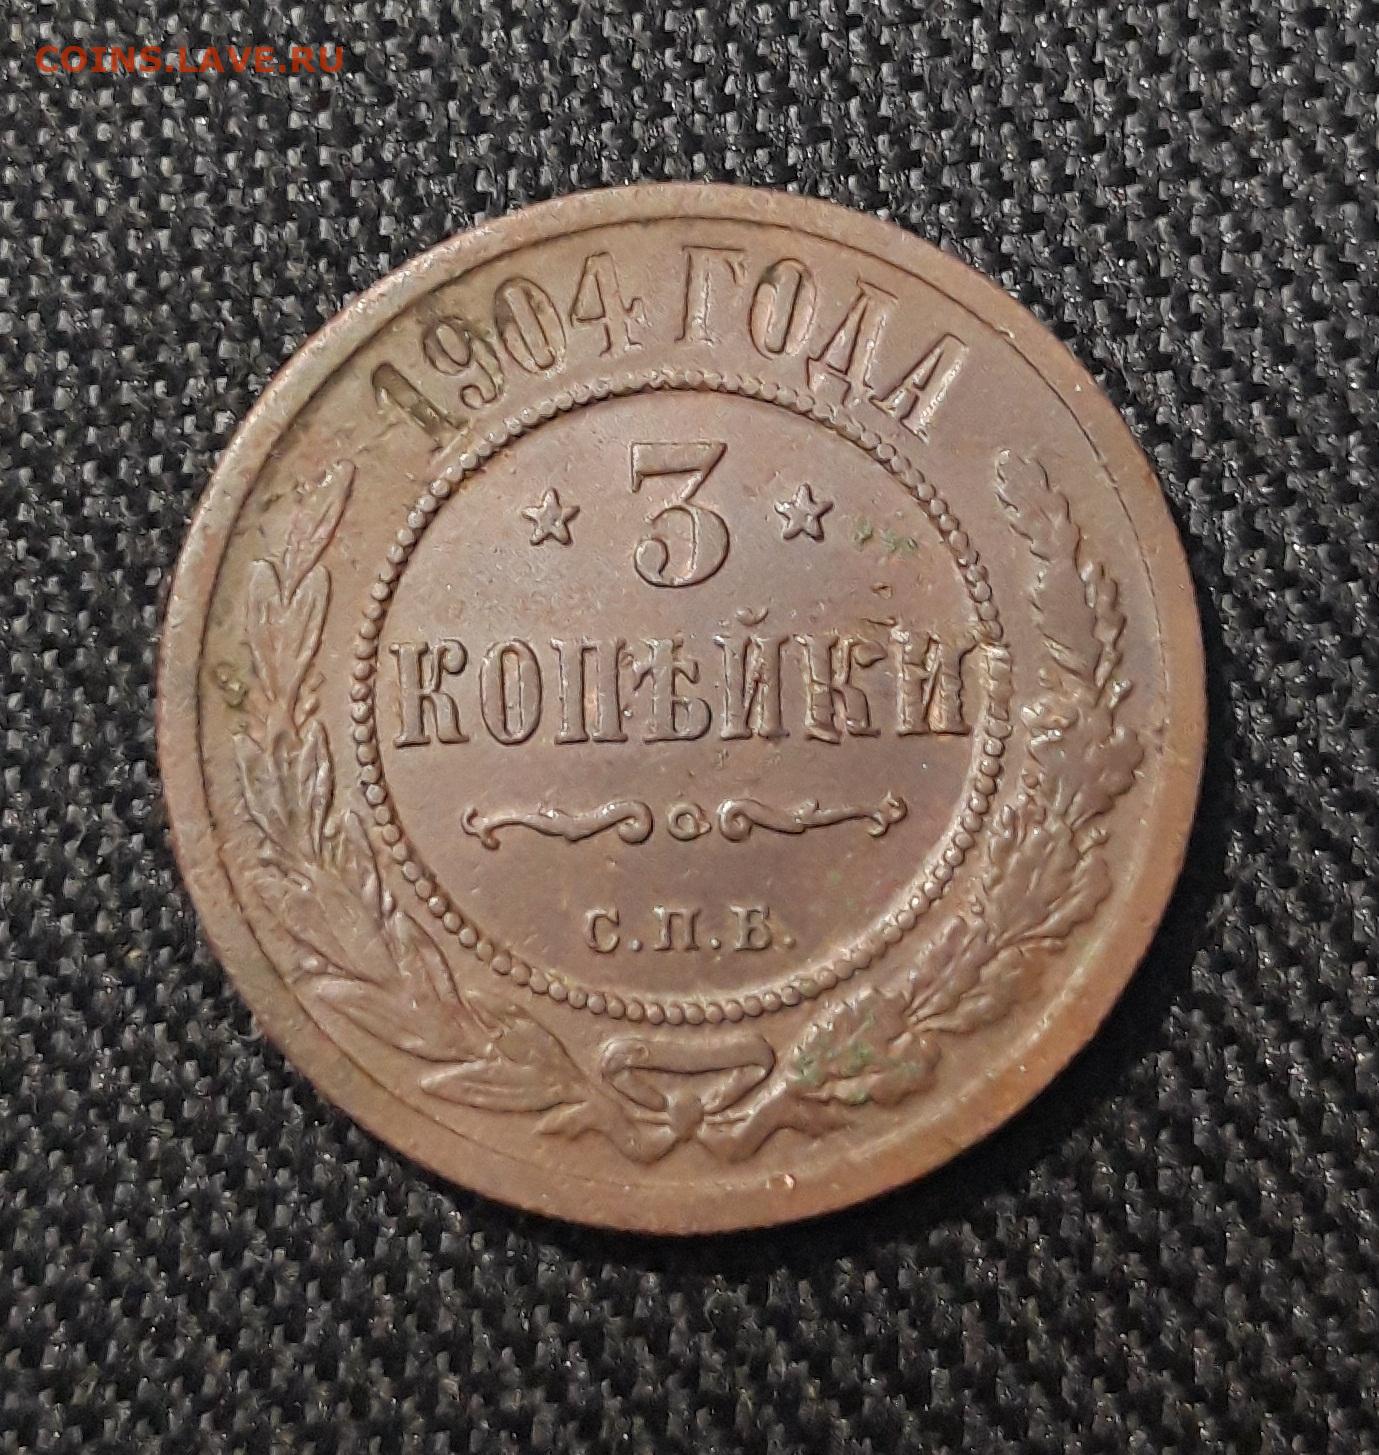 COINS.LAVE.RU
1904 ГОДА
3
КОПѢЙКИ
С.П.Б.